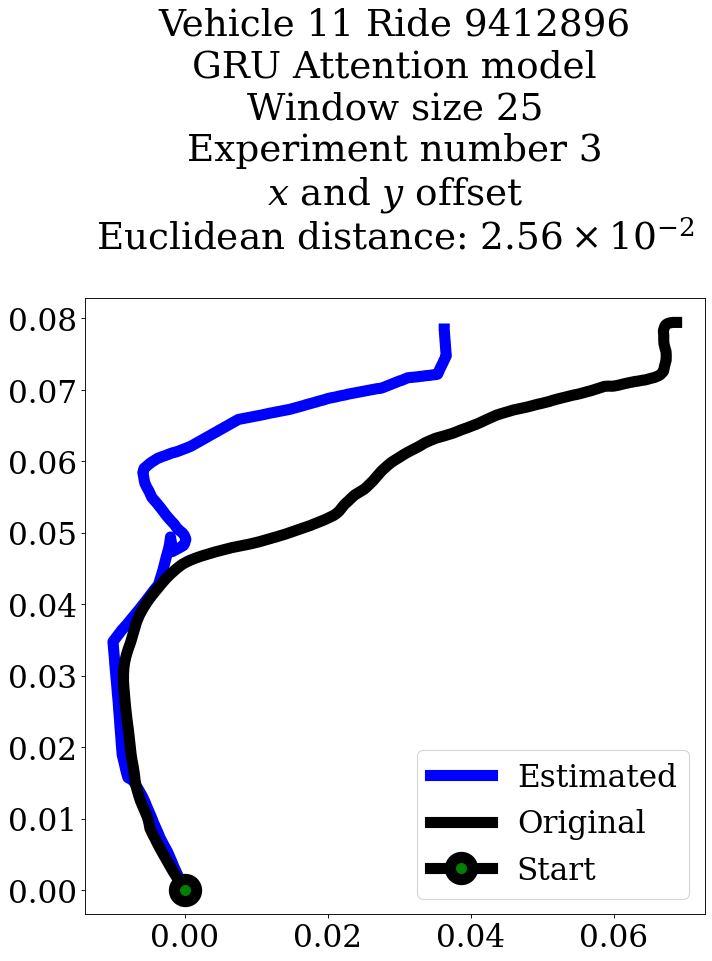 Vehicle 11 Ride 9412896
GRU Attention model
Window size 25
Experiment number 3
x and y offset
Euclidean distance: 2.56 × 10⁻²
0.08
0.07
0.06
0.05
0.04
0.03
0.02
0.01
0.00
Estimated
Original
Start
0.00 0.02 0.04 0.06